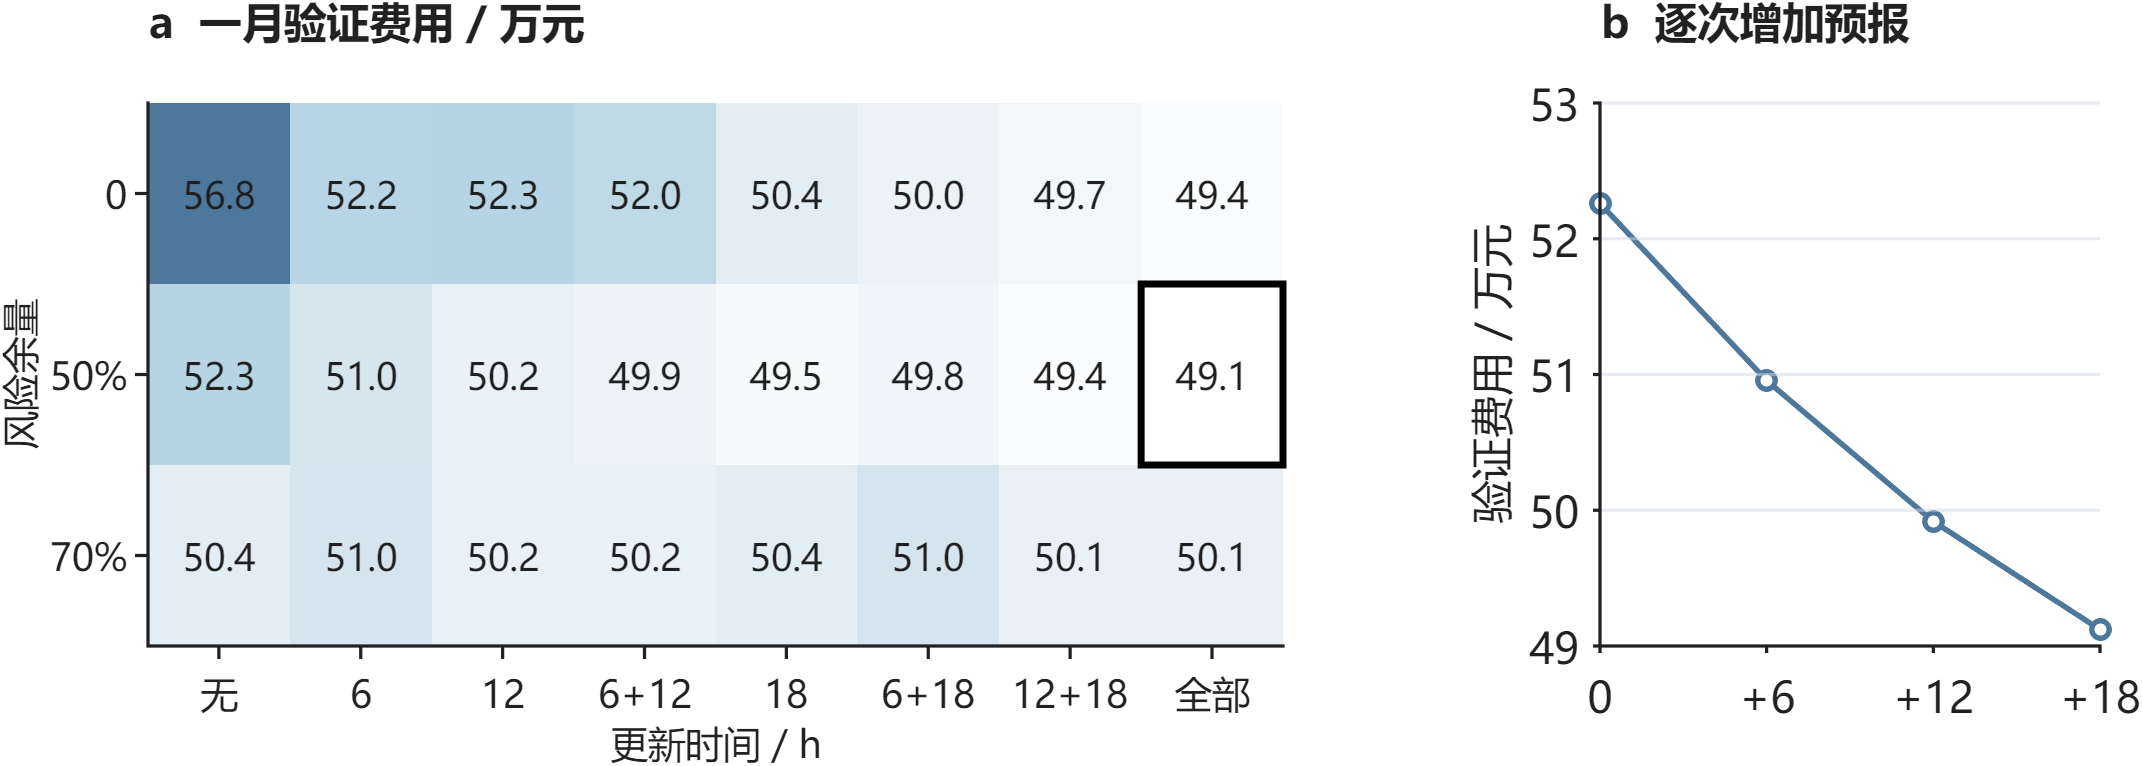 a 一月验证费用 / 万元
风险余量
0 56.8 52.2 52.3 52.0 50.4 50.0 49.7 49.4
50% 52.3 51.0 50.2 49.9 49.5 49.8 49.4 49.1
70% 50.4 51.0 50.2 50.2 50.4 51.0 50.1 50.1
无 6 12 6+12 18 6+18 12+18 全部
更新时间 / h
b 逐次增加预报
验证费用 / 万元
53
52
51
50
49
0 +6 +12 +18